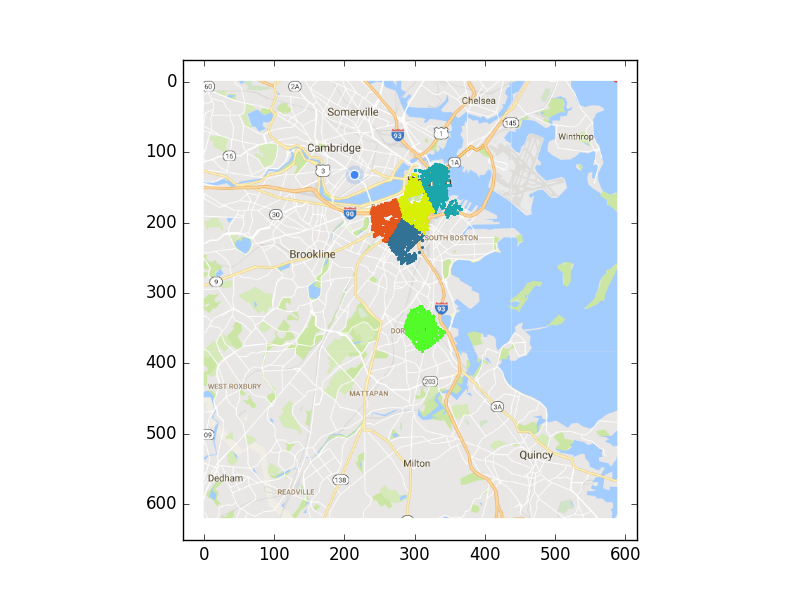 0
100
200
300
400
500
600
0
100
200
300
400
500
600
60
2A
Chelsea
Somerville
93
1
145
Winthrop
Cambridge
16
3
1A
90
30
SOUTH BOSTON
Brookline
9
93
DOR
203
WEST ROXBURY
MATTAPAN
3A
09
Quincy
Milton
Dedham
138
READVILLE